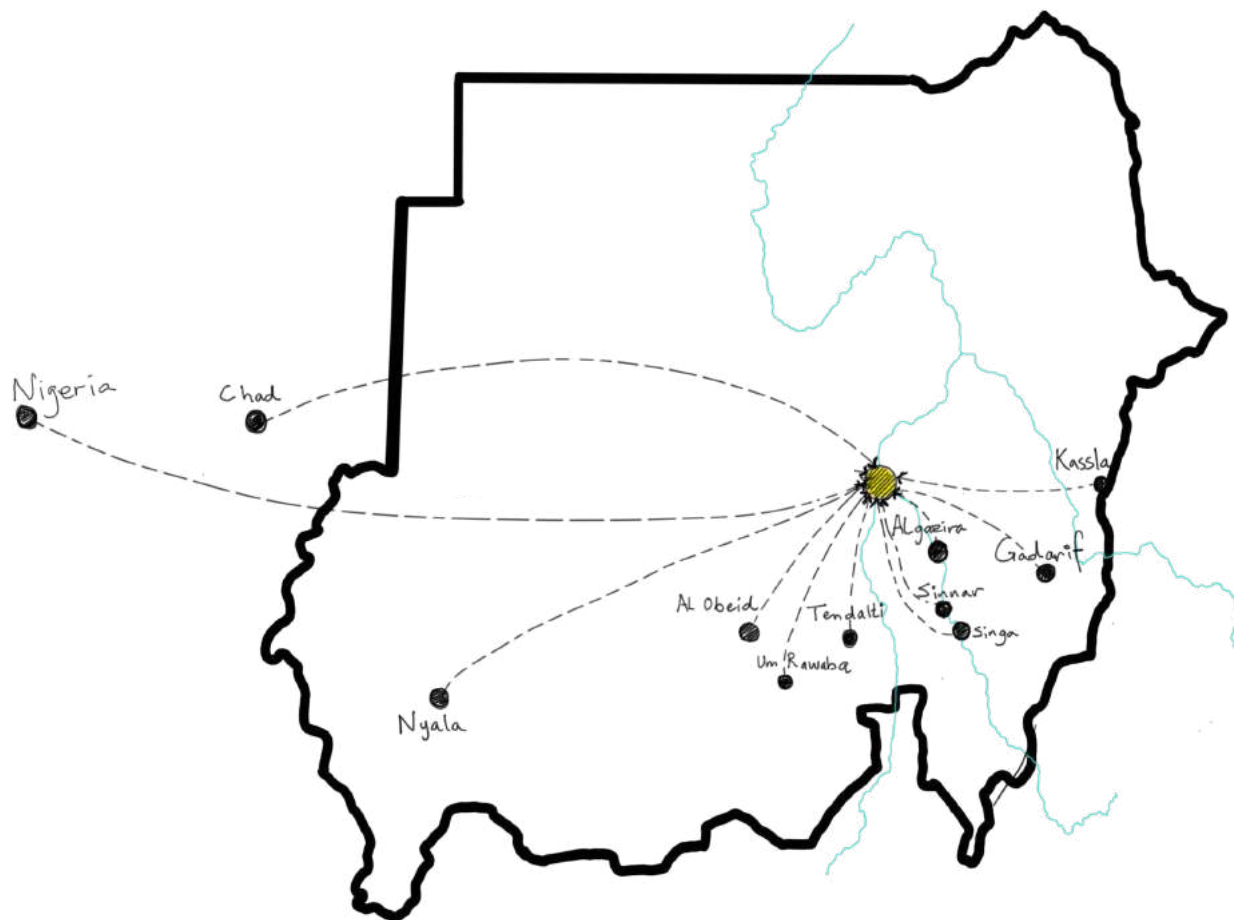 Nigeria
Chad
Kassla
ALgazira
Gadarif
AL Obeid
Tendalti
Sinnar
Singa
Um Rawaba
Nyala